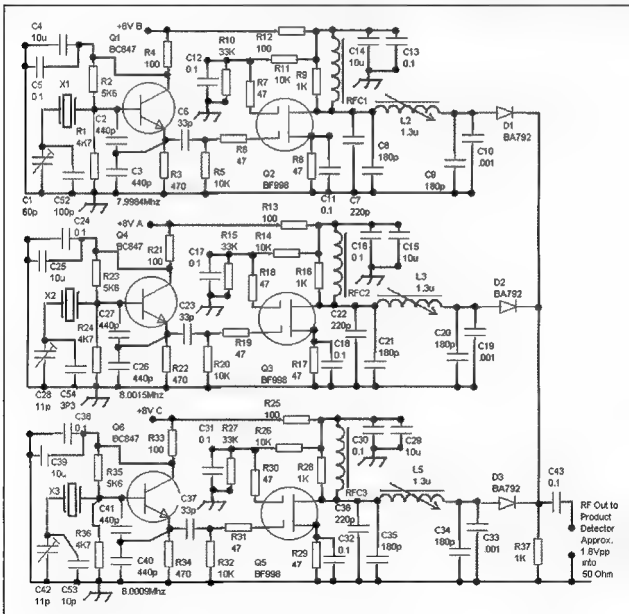 C4
10u
C5
0.1
X1
R1
4K7
C1
60p
C52
100p
R2
5K6
C2
440p
C3
440p
7.9984Mhz
Q1
BC847
R4
100
+8V B
C6
33p
R3
470
R5
10K
C12
0.1
R10
33K
R7
47
R6
47
Q2
BF998
R12
100
R11
10K
R9
1K
R8
47
C11
0.1
C14
10u
C13
0.1
RFC1
C7
220p
C8
180p
L2
1.3u
C9
180p
C10
.001
D1
BA792
C24
0.1
C25
10u
X2
R24
4K7
C28
11p
C54
3P3
R23
5K6
C27
440p
C26
440p
8.0015Mhz
Q4
BC847
R21
100
+8V A
C23
33p
R22
470
R20
10K
C17
0.1
R15
33K
R18
47
R19
47
Q3
BF998
R13
100
R14
10K
R16
1K
R17
47
C18
0.1
C16
0.1
C15
10u
RFC2
C22
220p
C21
180p
L3
1.3u
C20
180p
C19
.001
D2
BA792
C38
0.1
C39
10u
X3
R36
4K7
C42
11p
C53
10p
R35
5K6
C41
440p
C40
440p
8.0009Mhz
Q6
BC847
R33
100
+8V C
C37
33p
R34
470
R32
10K
C31
0.1
R27
33K
R30
47
R31
47
Q5
BF998
R25
100
R26
10K
R28
1K
R29
47
C32
0.1
C30
0.1
C29
10u
RFC3
C36
220p
C35
180p
L5
1.3u
C34
180p
C33
.001
D3
BA792
C43
0.1
R37
1K
RF Out to
Product
Detector
Approx.
1.8Vpp
into
50 Ohm